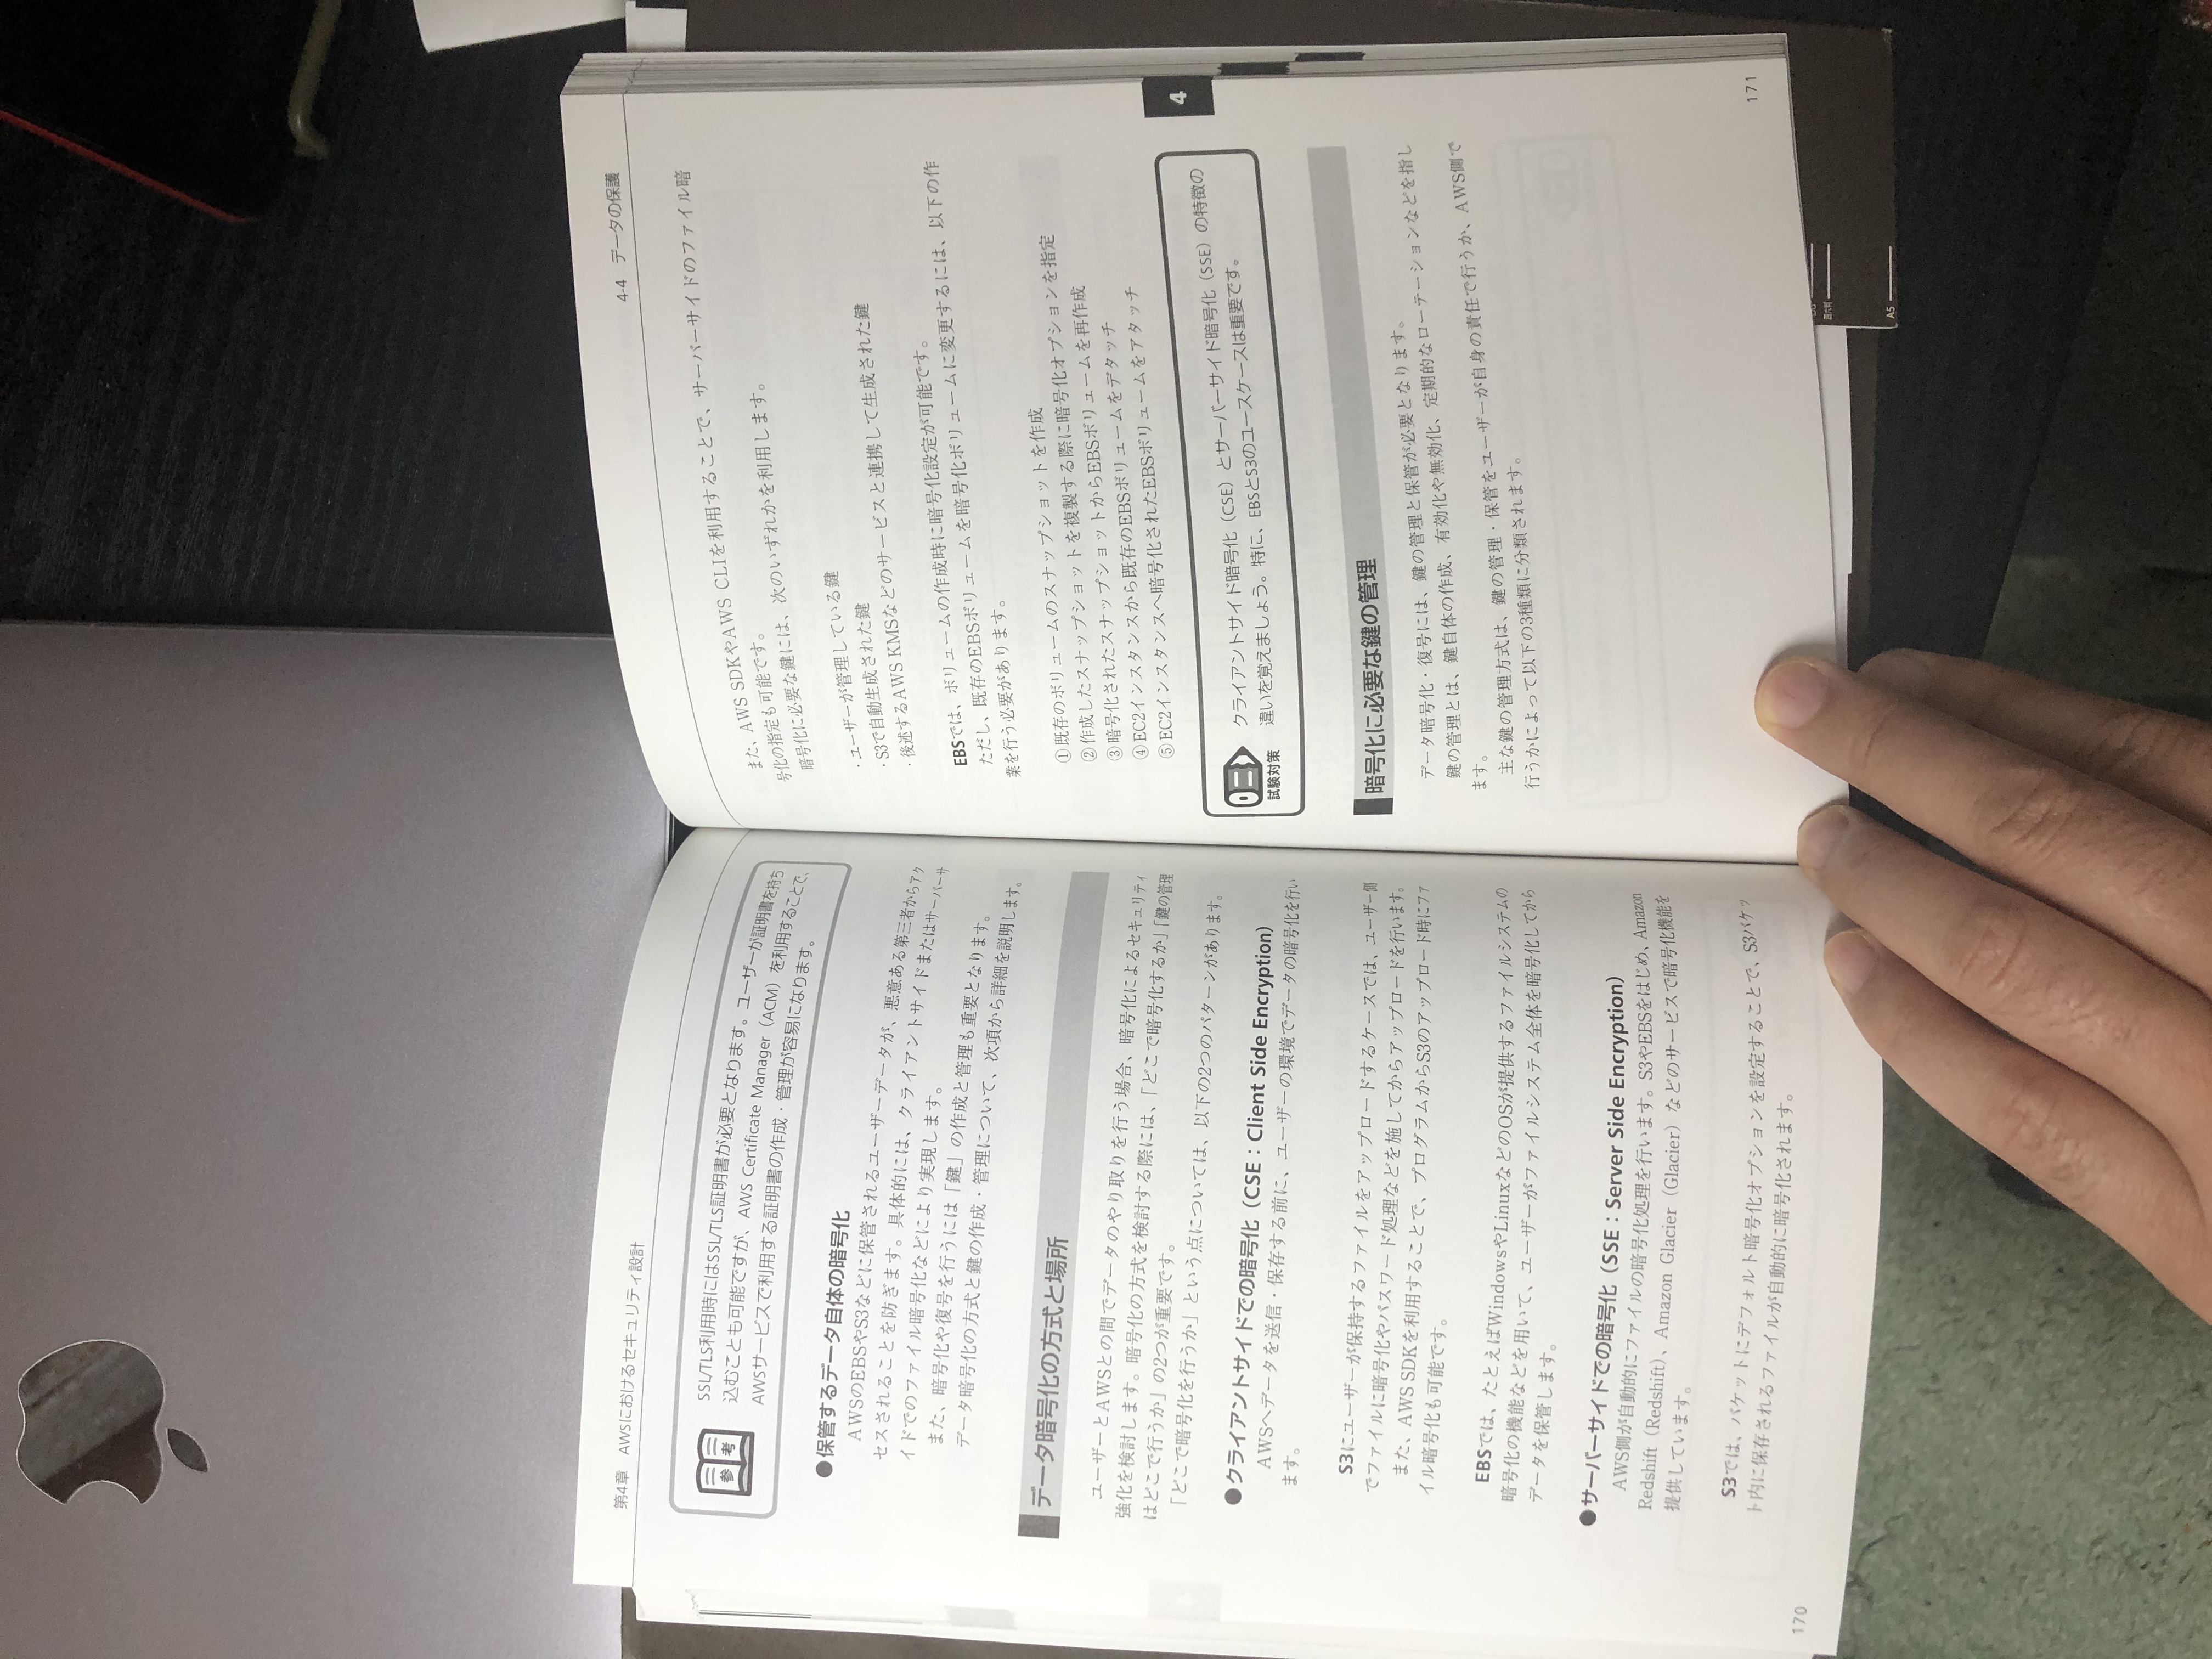 第4章 AWSにおけるセキュリティ設計
参考
SSL/TLS利用時にはSSL/TLS証明書が必要となります。ユーザーが証明書を持ち
込むことも可能ですが、AWS Certificate Manager（ACM）を利用することで、
AWSサービスで利用する証明書の作成・管理が容易になります。
●保管するデータ自体の暗号化
AWSのEBSやS3などに保管されるユーザーデータが、悪意ある第三者からアク
セスされることを防ぎます。具体的には、クライアントサイドまたはサーバーサ
イドでのファイル暗号化などにより実現します。
また、暗号化や復号を行うには「鍵」の作成と管理も重要となります。
データ暗号化の方式と鍵の作成・管理について、次項から詳細を説明します。
データ暗号化の方式と場所
ユーザーとAWSとの間でデータのやり取りを行う場合、暗号化によるセキュリティ
強化を検討します。暗号化の方式を検討する際には、「どこで暗号化するか」「鍵の管理
はどこで行うか」の2つが重要です。
「どこで暗号化を行うか」という点については、以下の2つのパターンがあります。
●クライアントサイドでの暗号化（CSE：Client Side Encryption）
AWSへデータを送信・保存する前に、ユーザーの環境でデータの暗号化を行い
ます。
S3にユーザーが保持するファイルをアップロードするケースでは、ユーザー側
でファイルに暗号化やパスワード処理などを施してからアップロードを行います。
また、AWS SDKを利用することで、プログラムからS3のアップロード時にファ
イル暗号化も可能です。
EBSでは、たとえばWindowsやLinuxなどのOSが提供するファイルシステムの
暗号化の機能などを用いて、ユーザーがファイルシステム全体を暗号化してから
データを保管します。
●サーバーサイドでの暗号化（SSE：Server Side Encryption）
AWS側が自動的にファイルの暗号化処理を行います。S3やEBSをはじめ、Amazon
Redshift（Redshift）、Amazon Glacier（Glacier）などのサービスで暗号化機能を
提供しています。
S3では、バケットにデフォルト暗号化オプションを設定することで、S3バケッ
ト内に保存されるファイルが自動的に暗号化されます。
170
4-4 データの保護
また、AWS SDKやAWS CLIを利用することで、サーバーサイドのファイル暗
号化の指定も可能です。
暗号化に必要な鍵には、次のいずれかを利用します。
・ユーザーが管理している鍵
・S3で自動生成された鍵
・後述するAWS KMSなどのサービスと連携して生成された鍵
EBSでは、ボリュームの作成時に暗号化設定が可能です。
ただし、既存のEBSボリュームを暗号化ボリュームに変更するには、以下の作
業を行う必要があります。
①既存のボリュームのスナップショットを作成
②作成したスナップショットを複製する際に暗号化オプションを指定
③暗号化されたスナップショットからEBSボリュームを再作成
④EC2インスタンスから既存のEBSボリュームをデタッチ
⑤EC2インスタンスへ暗号化されたEBSボリュームをアタッチ
4
試験対策
クライアントサイド暗号化（CSE）とサーバーサイド暗号化（SSE）の特徴の
違いを覚えましょう。特に、EBSとS3のユースケースは重要です。
暗号化に必要な鍵の管理
データ暗号化・復号には、鍵の管理と保管が必要となります。
鍵の管理とは、鍵自体の作成、有効化や無効化、定期的なローテーションなどを指し
ます。
主な鍵の管理方式は、鍵の管理・保管をユーザーが自身の責任で行うか、AWS側で
行うかによって以下の3種類に分類されます。
171
四六判
A5